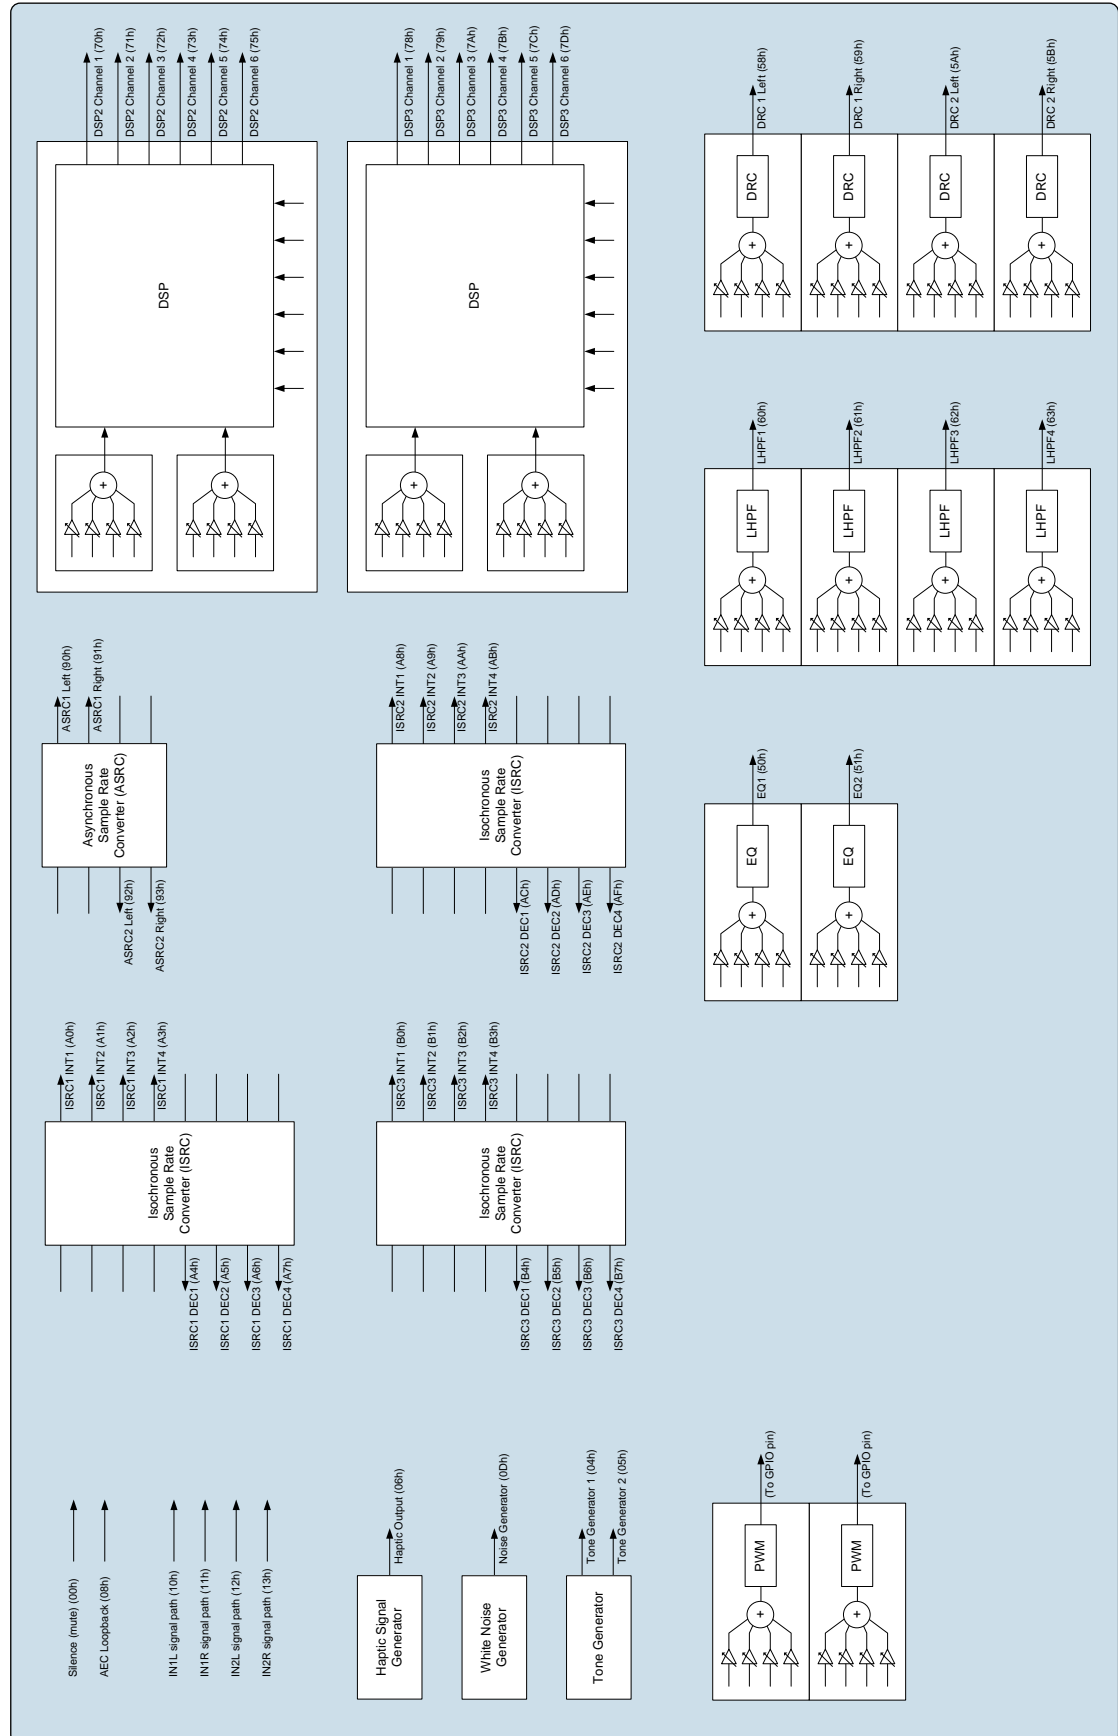 Silence (mute) (00h)
AEC Loopback (08h)
IN1L signal path (10h)
IN1R signal path (11h)
IN2L signal path (12h)
IN2R signal path (13h)
ISRC1 INT1 (A0h)
ISRC1 INT2 (A1h)
ISRC1 INT3 (A2h)
ISRC1 INT4 (A3h)
Isochronous
Sample Rate
Converter (ISRC)
ISRC1 DEC1 (A4h)
ISRC1 DEC2 (A5h)
ISRC1 DEC3 (A6h)
ISRC1 DEC4 (A7h)
ASRC1 Left (90h)
ASRC1 Right (91h)
Asynchronous
Sample Rate
Converter (ASRC)
ASRC2 Left (92h)
ASRC2 Right (93h)
DSP2 Channel 1 (70h)
DSP2 Channel 2 (71h)
DSP2 Channel 3 (72h)
DSP2 Channel 4 (73h)
DSP2 Channel 5 (74h)
DSP2 Channel 6 (75h)
DSP
+
+
Haptic Signal
Generator
Haptic Output (06h)
White Noise
Generator
Noise Generator (0Dh)
Tone Generator
Tone Generator 1 (04h)
Tone Generator 2 (05h)
ISRC3 INT1 (B0h)
ISRC3 INT2 (B1h)
ISRC3 INT3 (B2h)
ISRC3 INT4 (B3h)
Isochronous
Sample Rate
Converter (ISRC)
ISRC3 DEC1 (B4h)
ISRC3 DEC2 (B5h)
ISRC3 DEC3 (B6h)
ISRC3 DEC4 (B7h)
ISRC2 INT1 (A8h)
ISRC2 INT2 (A9h)
ISRC2 INT3 (AAh)
ISRC2 INT4 (ABh)
Isochronous
Sample Rate
Converter (ISRC)
ISRC2 DEC1 (ACh)
ISRC2 DEC2 (ADh)
ISRC2 DEC3 (AEh)
ISRC2 DEC4 (AFh)
DSP3 Channel 1 (78h)
DSP3 Channel 2 (79h)
DSP3 Channel 3 (7Ah)
DSP3 Channel 4 (7Bh)
DSP3 Channel 5 (7Ch)
DSP3 Channel 6 (7Dh)
DSP
+
+
+
PWM
(To GPIO pin)
+
PWM
(To GPIO pin)
+
EQ
EQ1 (50h)
+
EQ
EQ2 (51h)
+
LHPF
LHPF1 (60h)
+
LHPF
LHPF2 (61h)
+
LHPF
LHPF3 (62h)
+
LHPF
LHPF4 (63h)
+
DRC
DRC 1 Left (58h)
+
DRC
DRC 1 Right (59h)
+
DRC
DRC 2 Left (5Ah)
+
DRC
DRC 2 Right (5Bh)